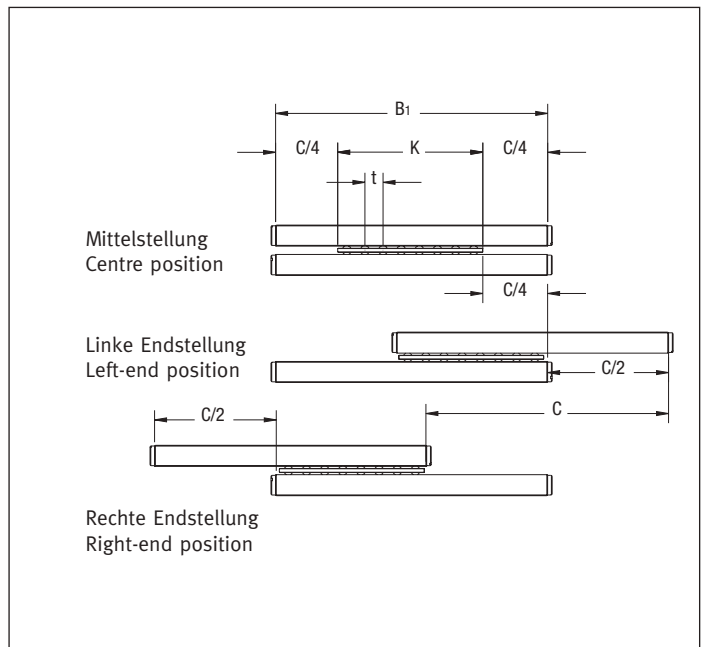 B1
C/4 K C/4
t
Mittelstellung
Centre position
C/4
Linke Endstellung
Left-end position
C/2
C/2 C
Rechte Endstellung
Right-end position